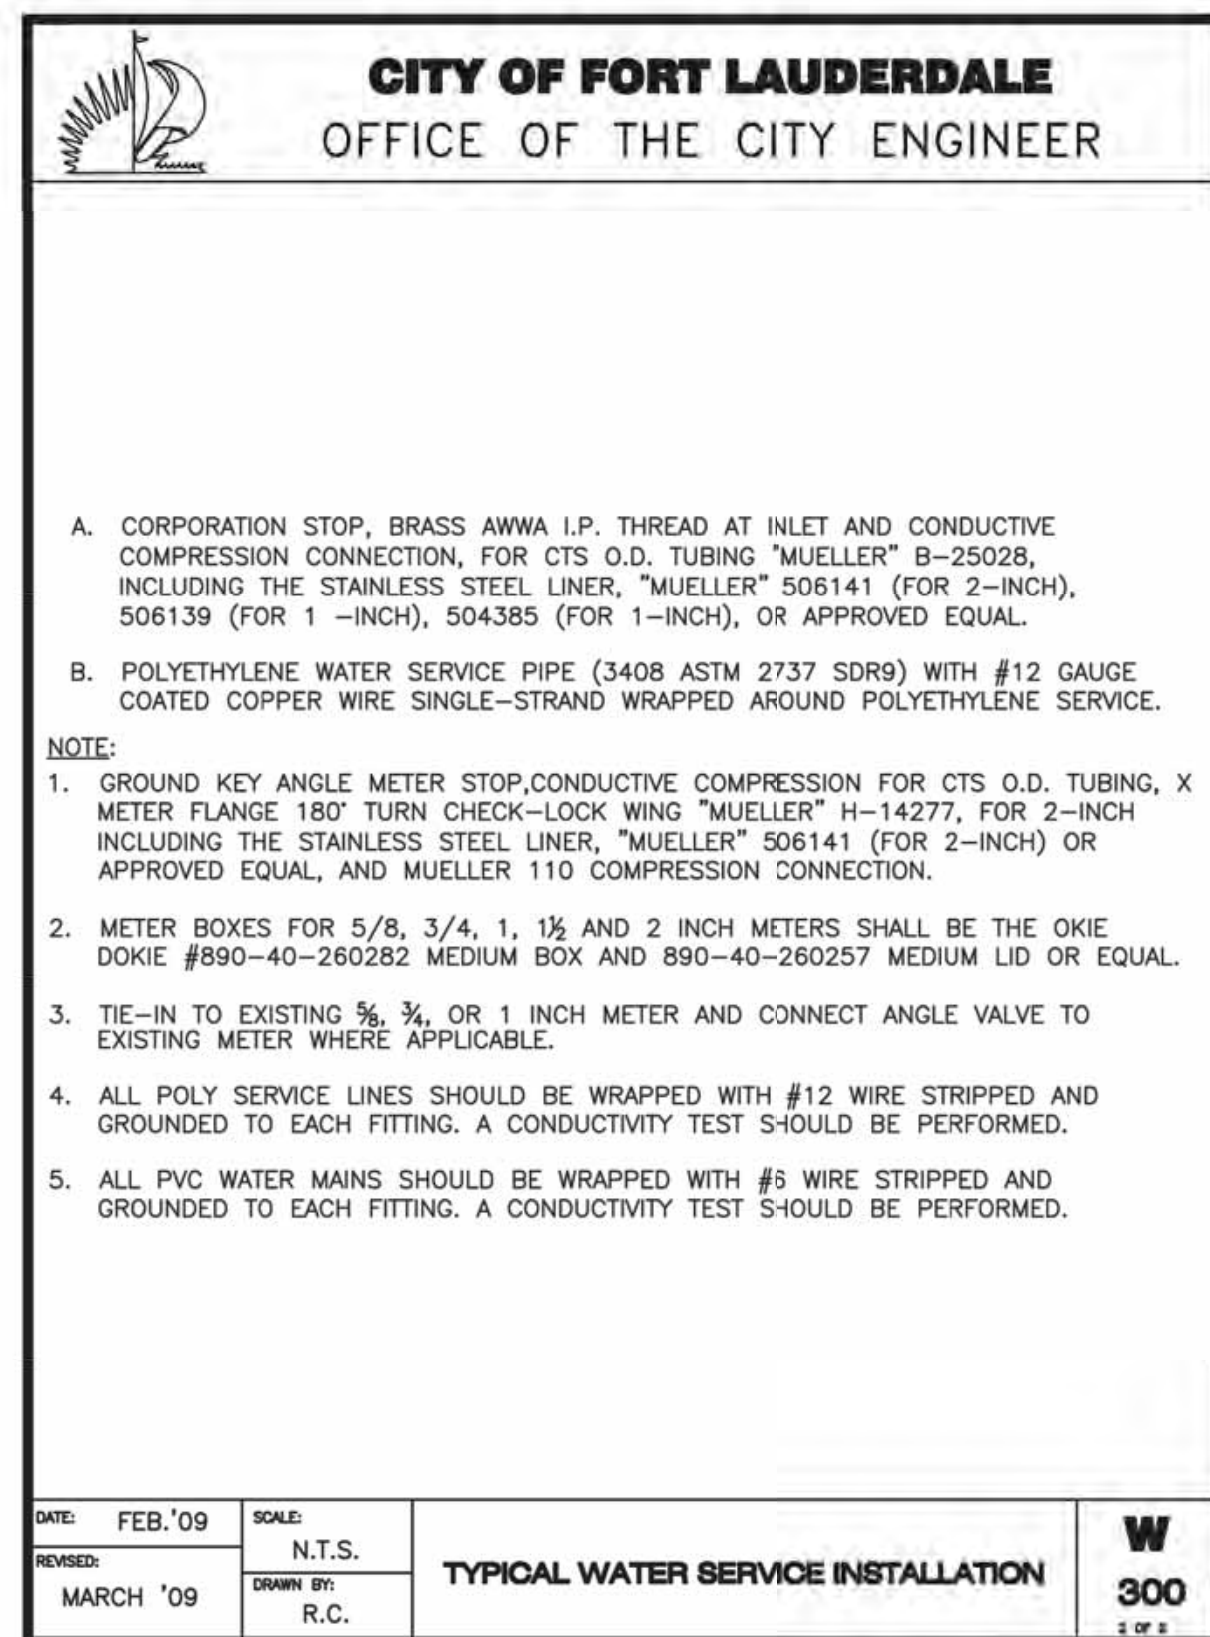 CITY OF FORT LAUDERDALE
OFFICE OF THE CITY ENGINEER
A. CORPORATION STOP, BRASS AWWA I.P. THREAD AT INLET AND CONDUCTIVE
COMPRESSION CONNECTION, FOR CTS O.D. TUBING "MUELLER" B-25028,
INCLUDING THE STAINLESS STEEL LINER, "MUELLER" 506141 (FOR 2-INCH),
506139 (FOR 1 -INCH), 504385 (FOR 1-INCH), OR APPROVED EQUAL.
B. POLYETHYLENE WATER SERVICE PIPE (3408 ASTM 2737 SDR9) WITH #12 GAUGE
COATED COPPER WIRE SINGLE-STRAND WRAPPED AROUND POLYETHYLENE SERVICE.
NOTE:
1. GROUND KEY ANGLE METER STOP,CONDUCTIVE COMPRESSION FOR CTS O.D. TUBING, X
METER FLANGE 180° TURN CHECK-LOCK WING "MUELLER" H-14277, FOR 2-INCH
INCLUDING THE STAINLESS STEEL LINER, "MUELLER" 506141 (FOR 2-INCH) OR
APPROVED EQUAL, AND MUELLER 110 COMPRESSION CONNECTION.
2. METER BOXES FOR 5/8, 3/4, 1, 1½ AND 2 INCH METERS SHALL BE THE OKIE
DOKIE #890-40-260282 MEDIUM BOX AND 890-40-260257 MEDIUM LID OR EQUAL.
3. TIE-IN TO EXISTING ⅝, ¾, OR 1 INCH METER AND CONNECT ANGLE VALVE TO
EXISTING METER WHERE APPLICABLE.
4. ALL POLY SERVICE LINES SHOULD BE WRAPPED WITH #12 WIRE STRIPPED AND
GROUNDED TO EACH FITTING. A CONDUCTIVITY TEST SHOULD BE PERFORMED.
5. ALL PVC WATER MAINS SHOULD BE WRAPPED WITH #6 WIRE STRIPPED AND
GROUNDED TO EACH FITTING. A CONDUCTIVITY TEST SHOULD BE PERFORMED.
DATE: FEB.'09
REVISED:
MARCH '09
SCALE:
N.T.S.
DRAWN BY:
R.C.
TYPICAL WATER SERVICE INSTALLATION
W
300
2 OF 2